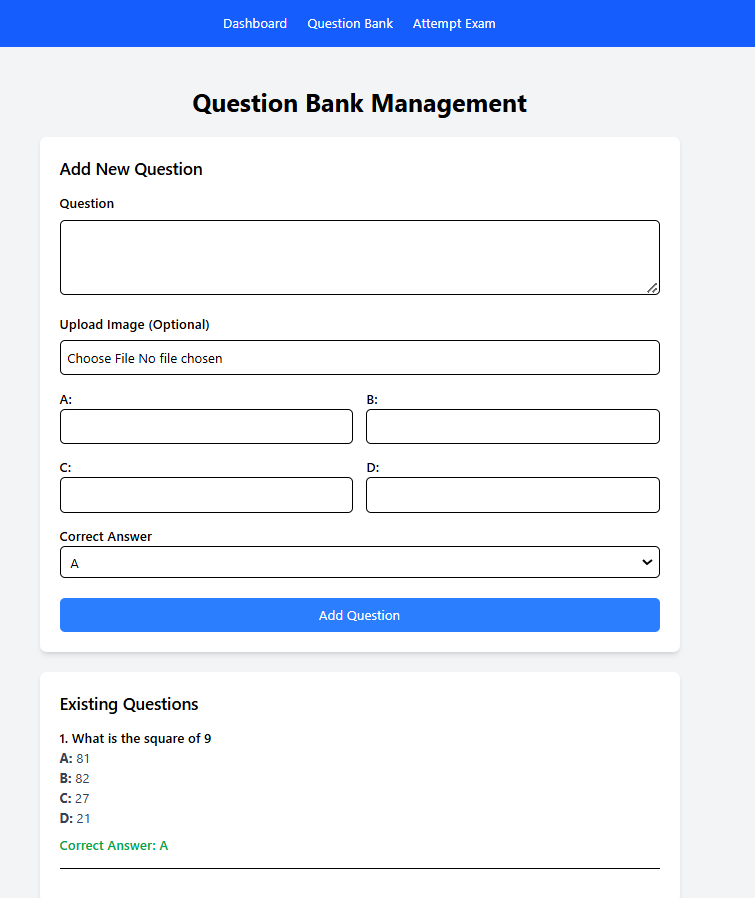 Dashboard Question Bank Attempt Exam
Question Bank Management
Add New Question
Question
Upload Image (Optional)
Choose File No file chosen
A: B:
C: D:
Correct Answer
A
Add Question
Existing Questions
1. What is the square of 9
A: 81
B: 82
C: 27
D: 21
Correct Answer: A